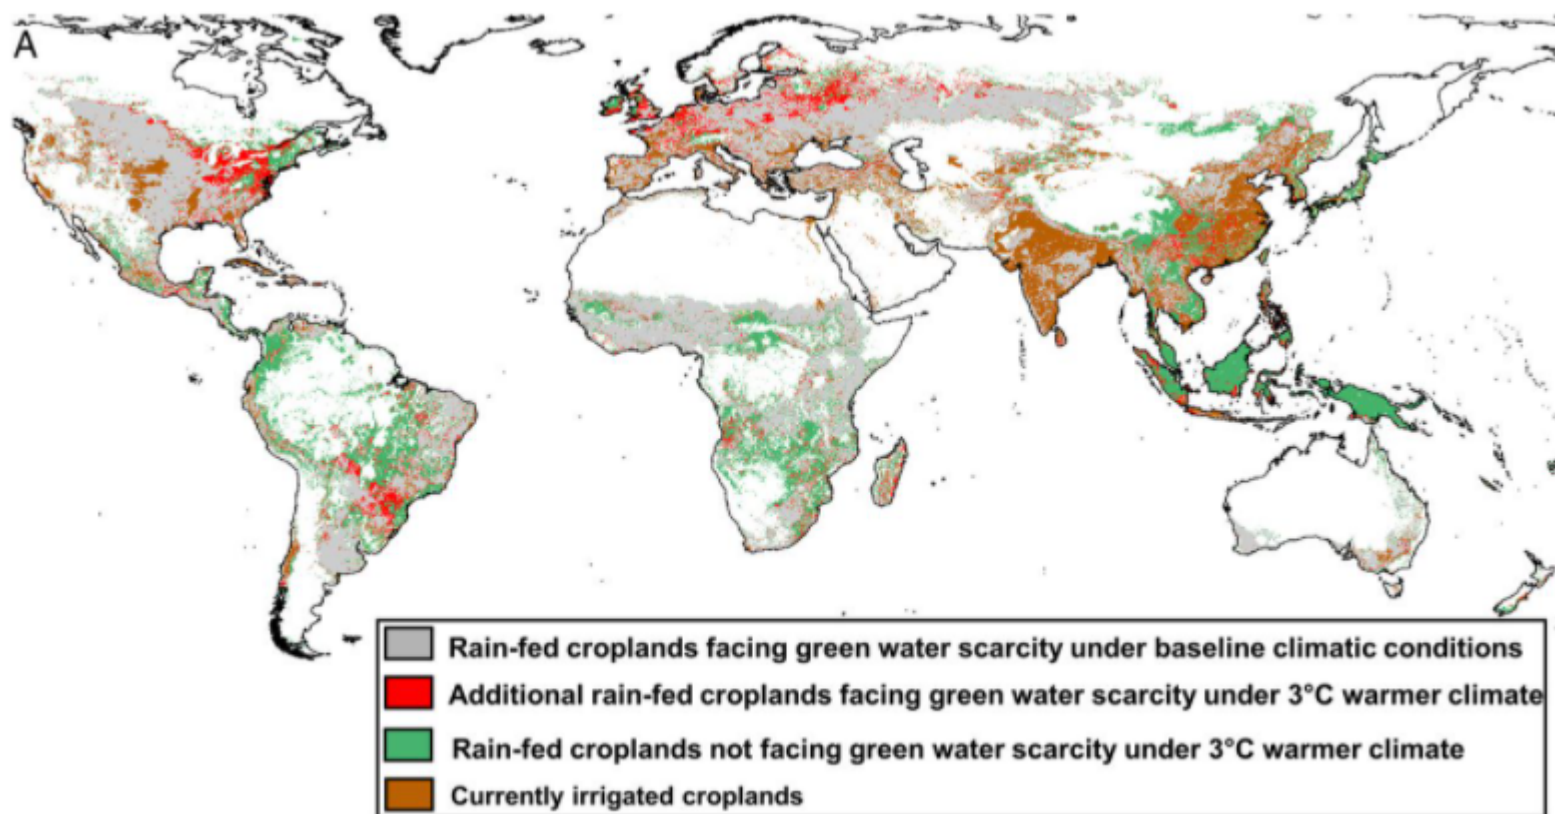 A
Rain-fed croplands facing green water scarcity under baseline climatic conditions
Additional rain-fed croplands facing green water scarcity under 3°C warmer climate
Rain-fed croplands not facing green water scarcity under 3°C warmer climate
Currently irrigated croplands